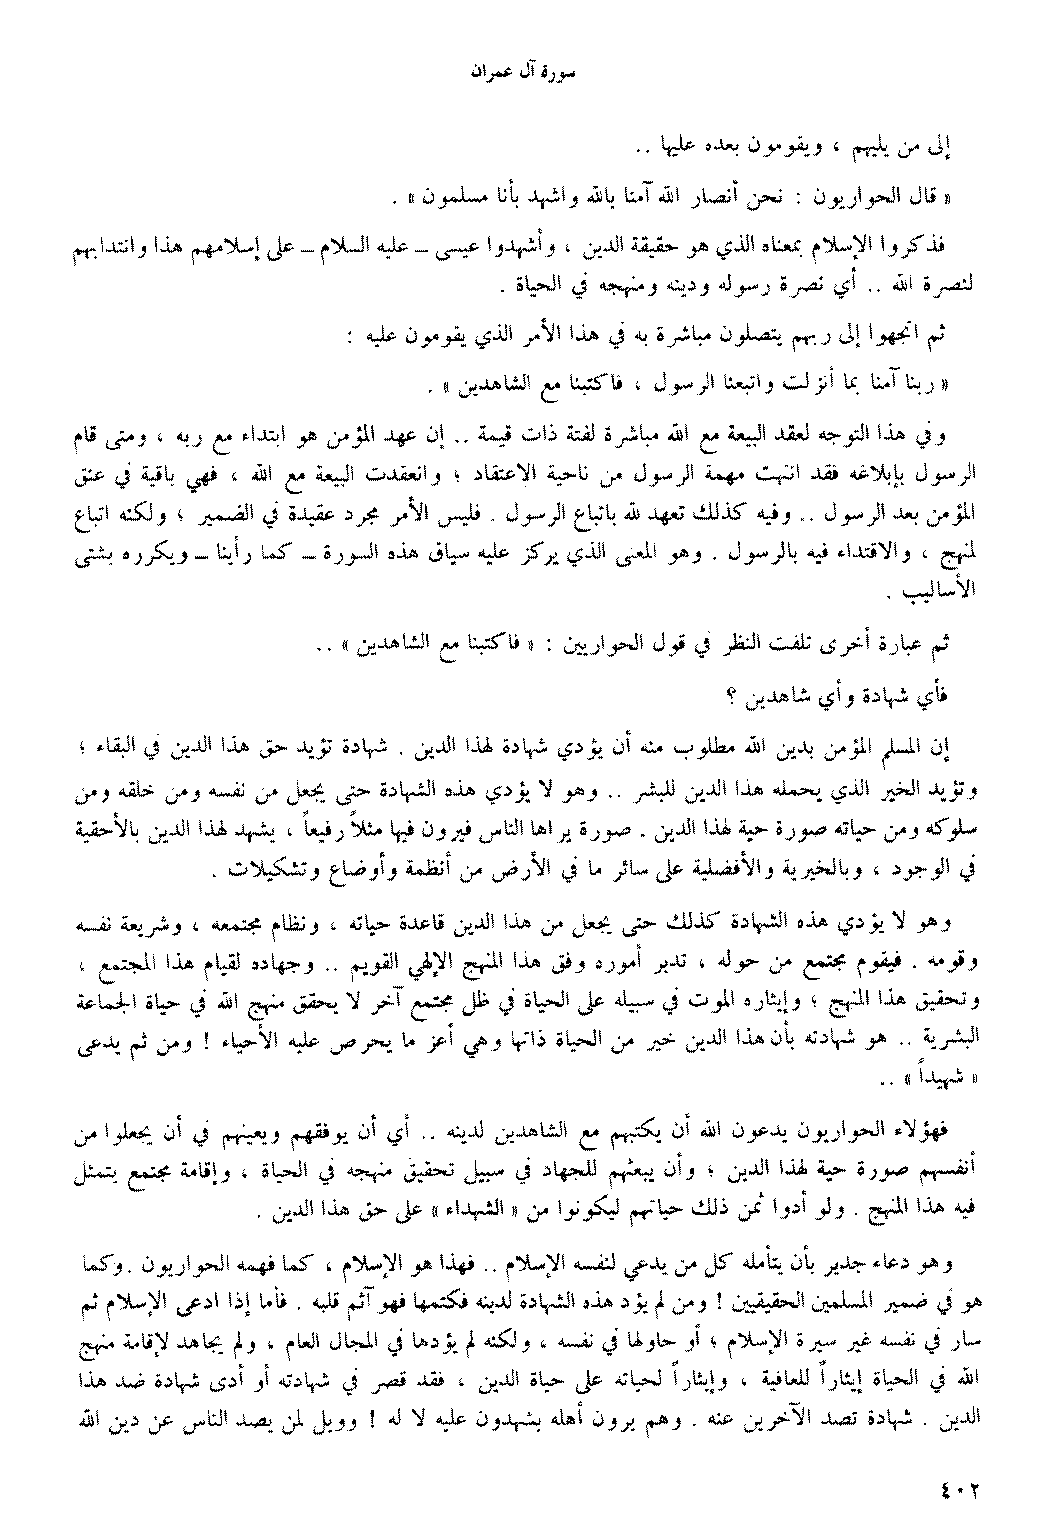 سورة آل عمران
إلى من يليهم ، ويقومون بعده عليها ..
« قال الحواريون : نحن أنصار الله آمنا بالله واشهد بأنا مسلمون » .
فذكروا الإسلام بمعناه الذي هو حقيقة الدين ، وأشهدوا عيسى – عليه السلام – على إسلامهم هذا وانتدابهم
لنصرة الله .. أي نصرة رسوله ودينه ومنهجه في الحياة .
ثم اتجهوا إلى ربهم يتصلون مباشرة به في هذا الأمر الذي يقومون عليه :
« ربنا آمنا بما أنزلت واتبعنا الرسول ، فاكتبنا مع الشاهدين » .
وفي هذا التوجه لعقد البيعة مع الله مباشرة لفتة ذات قيمة .. إن عهد المؤمن هو ابتداء مع ربه ، ومتى قام
الرسول بإبلاغه فقد انتهت مهمة الرسول من ناحية الاعتقاد ؛ وانعقدت البيعة مع الله ، فهي باقية في عنق
المؤمن بعد الرسول .. وفيه كذلك تعهد لله باتباع الرسول . فليس الأمر مجرد عقيدة في الضمير ؛ ولكنه اتباع
لمنهج ، والاقتداء فيه بالرسول . وهو المعنى الذي يركز عليه سياق هذه السورة – كما رأينا – ويكرره بشتى
الأساليب .
ثم عبارة أخرى تلفت النظر في قول الحواريين : « فاكتبنا مع الشاهدين » ..
فأي شهادة وأي شاهدين ؟
إن المسلم المؤمن بدين الله مطلوب منه أن يؤدي شهادة لهذا الدين . شهادة تؤيد حق هذا الدين في البقاء ؛
وتؤيد الخير الذي يحمله هذا الدين للبشر .. وهو لا يؤدي هذه الشهادة حتى يجعل من نفسه ومن خلقه ومن
سلوكه ومن حياته صورة حية لهذا الدين . صورة يراها الناس فيرون فيها مثلاً رفيعاً ، يشهد لهذا الدين بالأحقية
في الوجود ، وبالخيرية والأفضلية على سائر ما في الأرض من أنظمة وأوضاع وتشكيلات .
وهو لا يؤدي هذه الشهادة كذلك حتى يجعل من هذا الدين قاعدة حياته ، ونظام مجتمعه ، وشريعة نفسه
وقومه . فيقوم مجتمع من حوله ، تدبر أموره وفق هذا المنهج الإلهي القويم .. وجهاده لقيام هذا المجتمع ،
وتحقيق هذا المنهج ؛ وإيثاره الموت في سبيله على الحياة في ظل مجتمع آخر لا يحقق منهج الله في حياة الجماعة
البشرية .. هو شهادته بأن هذا الدين خير من الحياة ذاتها وهي أعز ما يحرص عليه الأحياء ! ومن ثم يدعى
« شهيداً » ..
فهؤلاء الحواريون يدعون الله أن يكتبهم مع الشاهدين لدينه .. أي أن يوفقهم ويعينهم في أن يجعلوا من
أنفسهم صورة حية لهذا الدين ؛ وأن يبعثهم للجهاد في سبيل تحقيق منهجه في الحياة ، وإقامة مجتمع يتمثل
فيه هذا المنهج . ولو أدوا ثمن ذلك حياتهم ليكونوا من « الشهداء » على حق هذا الدين .
وهو دعاء جدير بأن يتأمله كل من يدعي لنفسه الإسلام .. فهذا هو الإسلام ، كما فهمه الحواريون . وكما
هو في ضمير المسلمين الحقيقيين ! ومن لم يؤد هذه الشهادة لدينه فكتمها فهو آثم قلبه . فأما إذا ادعى الإسلام ثم
سار في نفسه غير سيرة الإسلام ؛ أو حاولها في نفسه ، ولكنه لم يؤدها في المجال العام ، ولم يجاهد لإقامة منهج
الله في الحياة إيثاراً للعافية ، وإيثاراً لحياته على حياة الدين ، فقد قصر في شهادته أو أدى شهادة ضد هذا
الدين . شهادة تصد الآخرين عنه . وهم يرون أهله يشهدون عليه لا له ! وويل لمن يصد الناس عن دين الله
٤٠٢